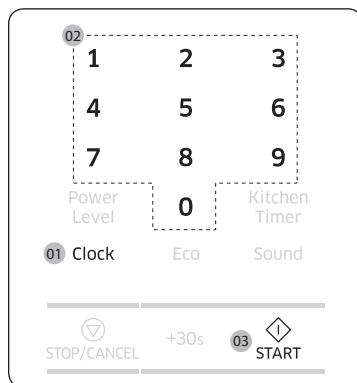 02
1 2 3
4 5 6
7 8 9
Power Level
0
Kitchen Timer
01 Clock Eco Sound
STOP/CANCEL +30s 03 START